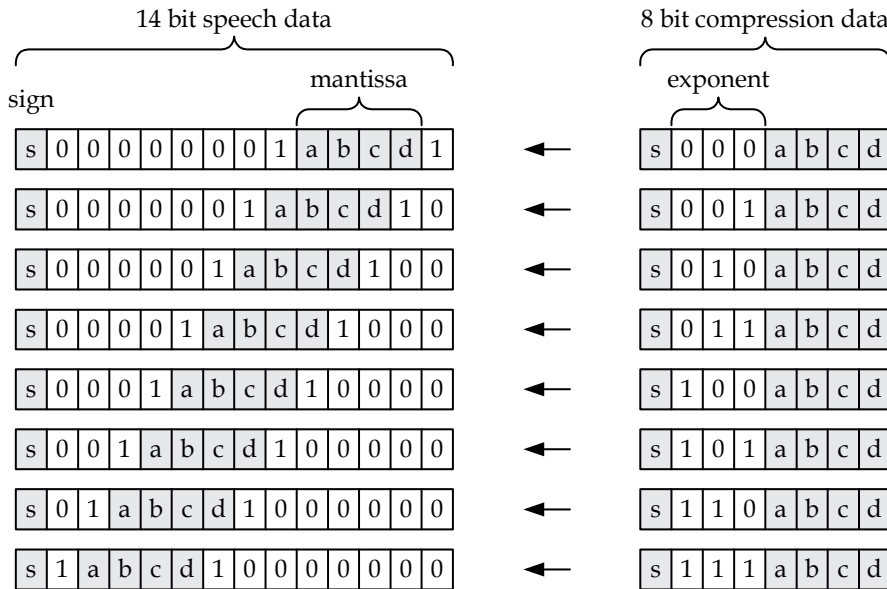 14 bit speech data 8 bit compression data
mantissa exponent
sign
s 0 0 0 0 0 0 0 1 a b c d 1 s 0 0 0 a b c d
s 0 0 0 0 0 0 1 a b c d 1 0 s 0 0 1 a b c d
s 0 0 0 0 0 1 a b c d 1 0 0 s 0 1 0 a b c d
s 0 0 0 0 1 a b c d 1 0 0 0 s 0 1 1 a b c d
s 0 0 0 1 a b c d 1 0 0 0 0 s 1 0 0 a b c d
s 0 0 1 a b c d 1 0 0 0 0 0 s 1 0 1 a b c d
s 0 1 a b c d 1 0 0 0 0 0 0 s 1 1 0 a b c d
s 1 a b c d 1 0 0 0 0 0 0 0 s 1 1 1 a b c d